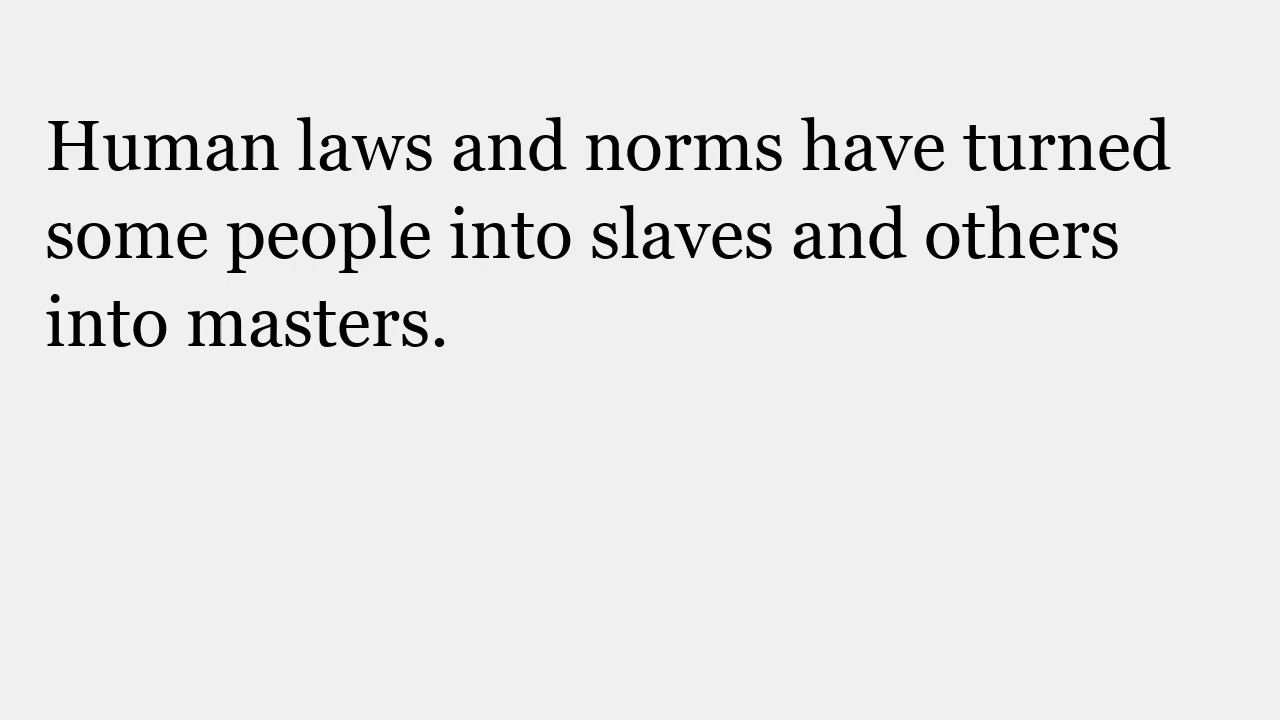 Human laws and norms have turned
some people into slaves and others
into masters.